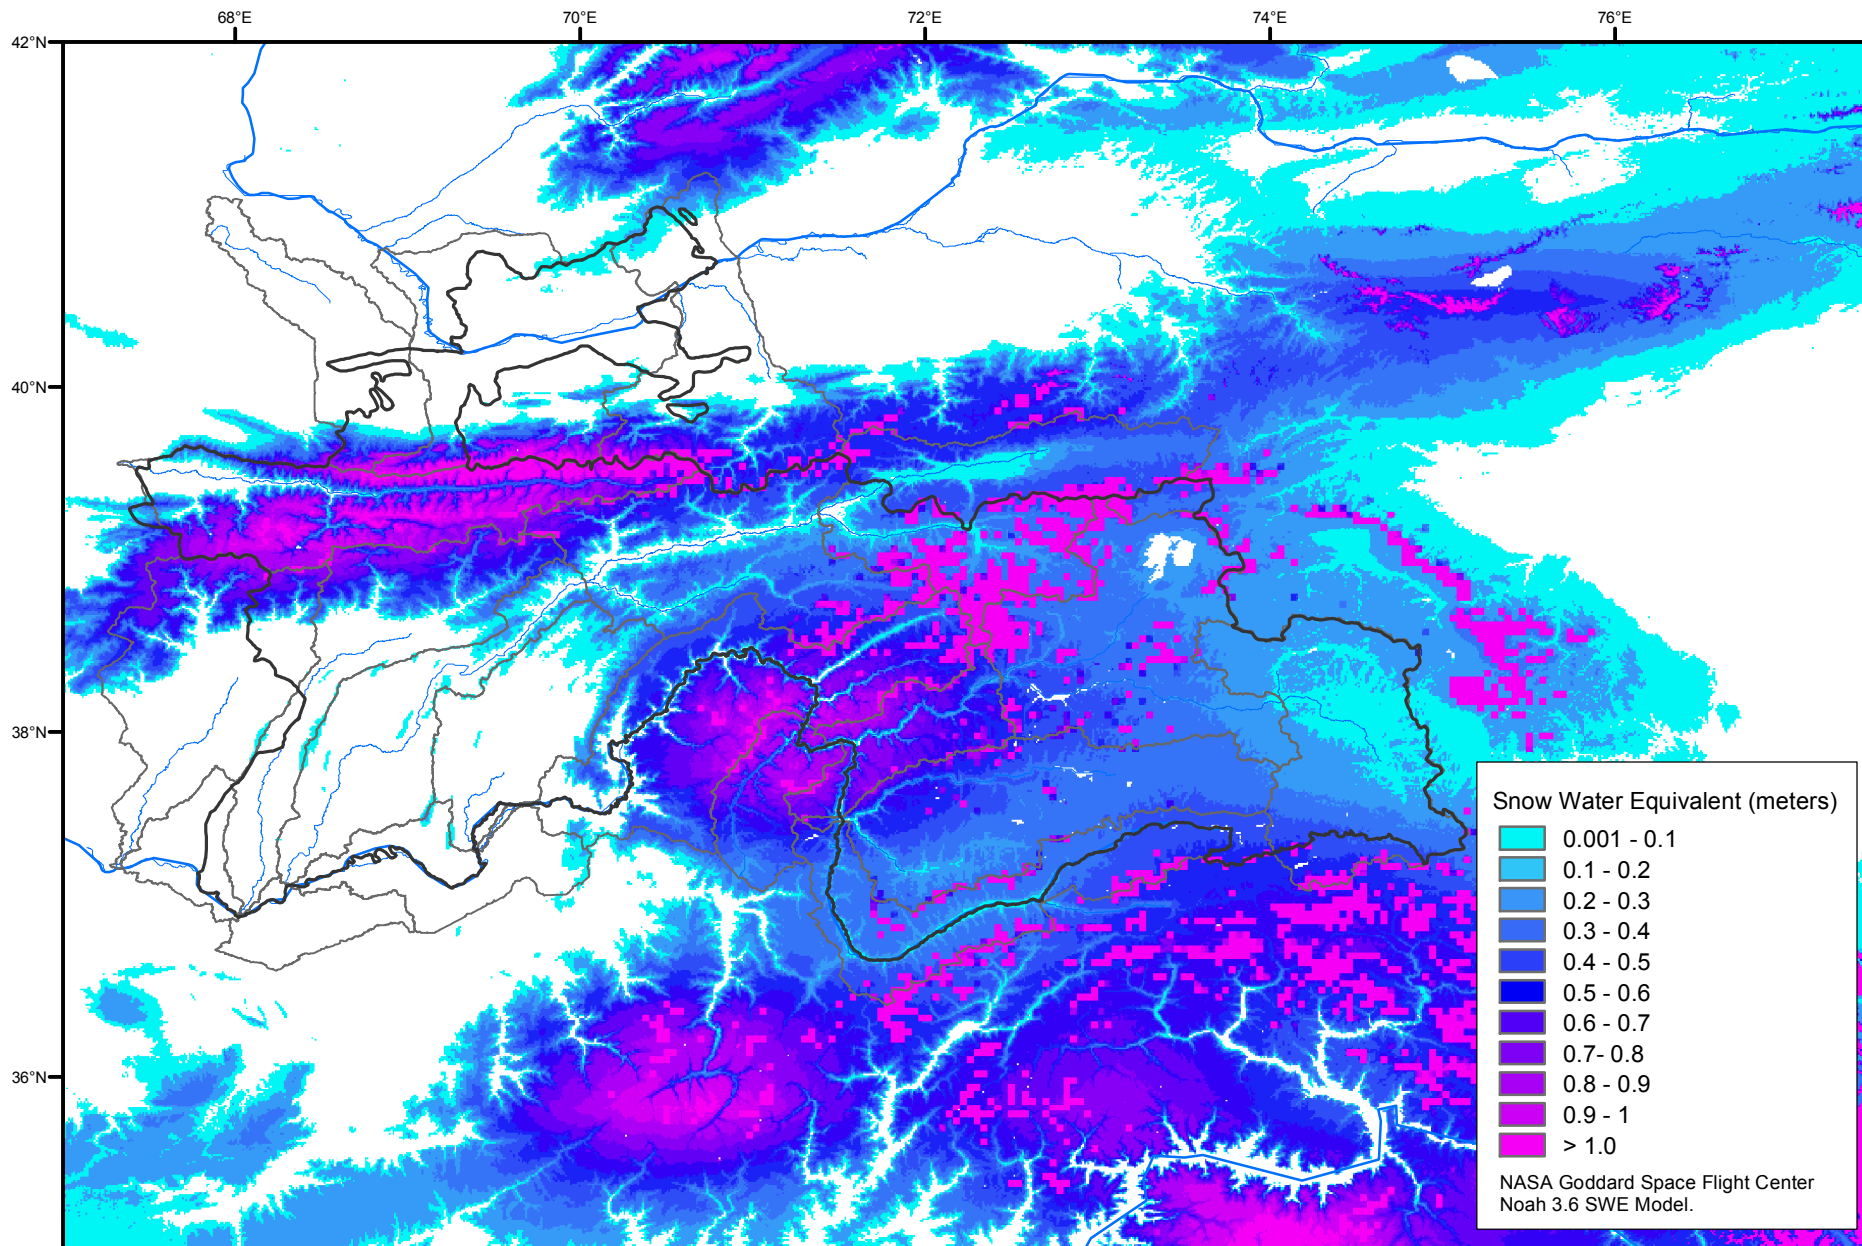 68°E 70°E 72°E 74°E 76°E
42°N
40°N
38°N
36°N
Snow Water Equivalent (meters)
0.001 - 0.1
0.1 - 0.2
0.2 - 0.3
0.3 - 0.4
0.4 - 0.5
0.5 - 0.6
0.6 - 0.7
0.7- 0.8
0.8 - 0.9
0.9 - 1
> 1.0
NASA Goddard Space Flight Center
Noah 3.6 SWE Model.